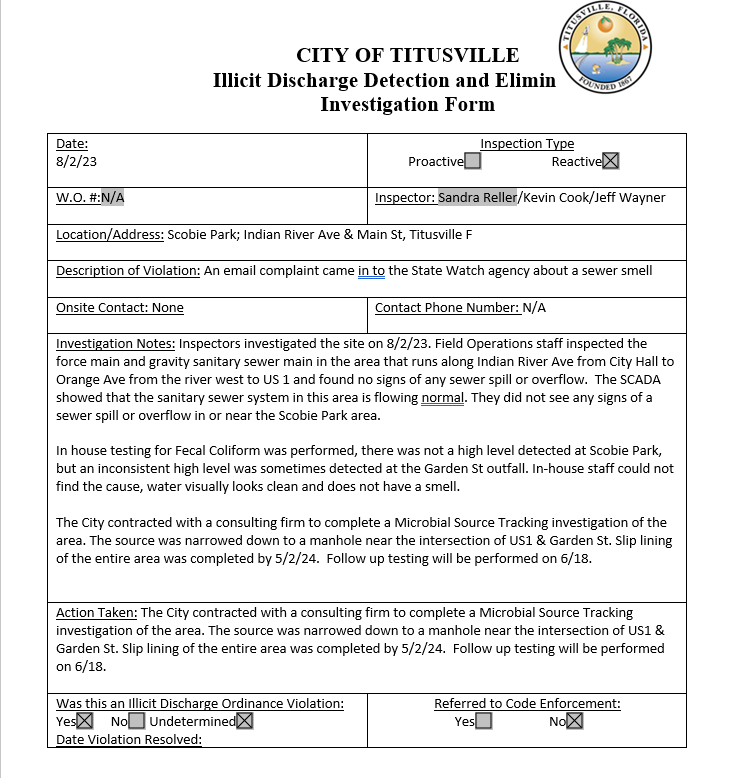 CITY OF TITUSVILLE
Illicit Discharge Detection and Elimin
Investigation Form
TITUSVILLE, FLORIDA
FOUNDED 1867
Date:
8/2/23
Inspection Type
Proactive Reactive
W.O. #:N/A
Inspector: Sandra Reller/Kevin Cook/Jeff Wayner
Location/Address: Scobie Park; Indian River Ave & Main St, Titusville F
Description of Violation: An email complaint came in to the State Watch agency about a sewer smell
Onsite Contact: None
Contact Phone Number: N/A
Investigation Notes: Inspectors investigated the site on 8/2/23. Field Operations staff inspected the
force main and gravity sanitary sewer main in the area that runs along Indian River Ave from City Hall to
Orange Ave from the river west to US 1 and found no signs of any sewer spill or overflow.  The SCADA
showed that the sanitary sewer system in this area is flowing normal. They did not see any signs of a
sewer spill or overflow in or near the Scobie Park area.
In house testing for Fecal Coliform was performed, there was not a high level detected at Scobie Park,
but an inconsistent high level was sometimes detected at the Garden St outfall. In-house staff could not
find the cause, water visually looks clean and does not have a smell.
The City contracted with a consulting firm to complete a Microbial Source Tracking investigation of the
area. The source was narrowed down to a manhole near the intersection of US1 & Garden St. Slip lining
of the entire area was completed by 5/2/24.  Follow up testing will be performed on 6/18.
Action Taken: The City contracted with a consulting firm to complete a Microbial Source Tracking
investigation of the area. The source was narrowed down to a manhole near the intersection of US1 &
Garden St. Slip lining of the entire area was completed by 5/2/24.  Follow up testing will be performed
on 6/18.
Was this an Illicit Discharge Ordinance Violation:
Yes No Undetermined
Date Violation Resolved:
Referred to Code Enforcement:
Yes No